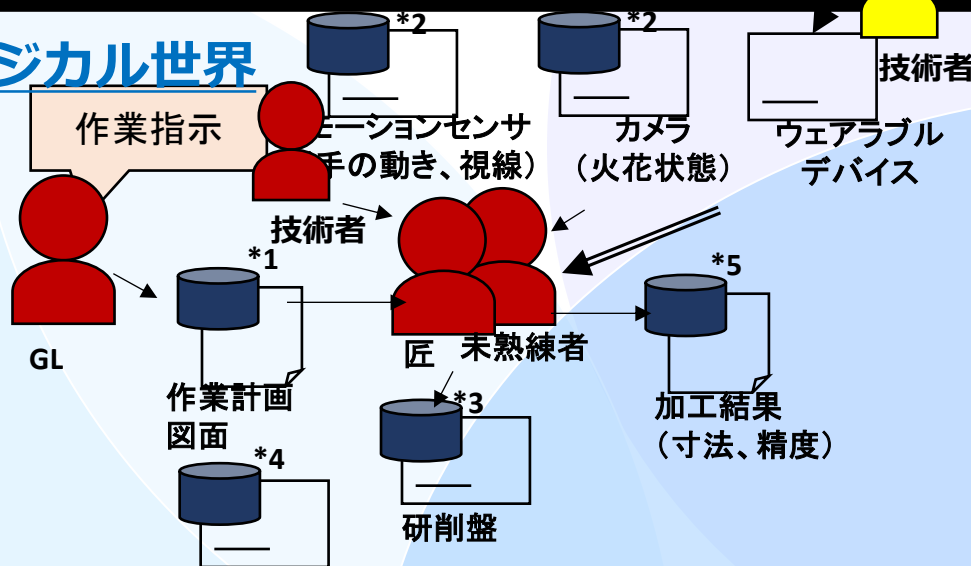 *2
*2
ジカル世界
技術者
作業指示
モーションセンサ
手の動き、視線）
カメラ
（火花状態）
ウェアラブル
デバイス
技術者
*1
*5
GL
匠
未熟練者
作業計画
図面
*3
加工結果
（寸法、精度）
*4
研削盤